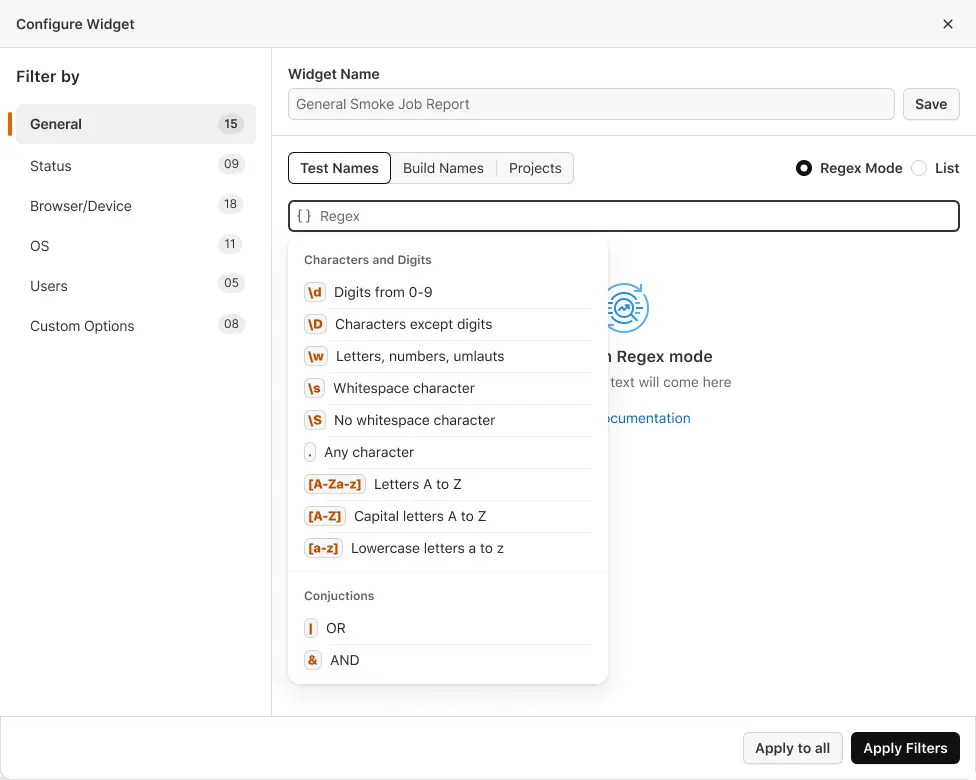 Configure Widget
Filter by
General 15
Status 09
Browser/Device 18
OS 11
Users 05
Custom Options 08
Widget Name
General Smoke Job Report
Save
Test Names Build Names Projects
Regex Mode List
{ } Regex
Characters and Digits
\d Digits from 0-9
\D Characters except digits
\w Letters, numbers, umlauts
\s Whitespace character
\S No whitespace character
. Any character
[A-Za-z] Letters A to Z
[A-Z] Capital letters A to Z
[a-z] Lowercase letters a to z
Conjuctions
| OR
& AND
Regex mode
text will come here
Apply to all Apply Filters